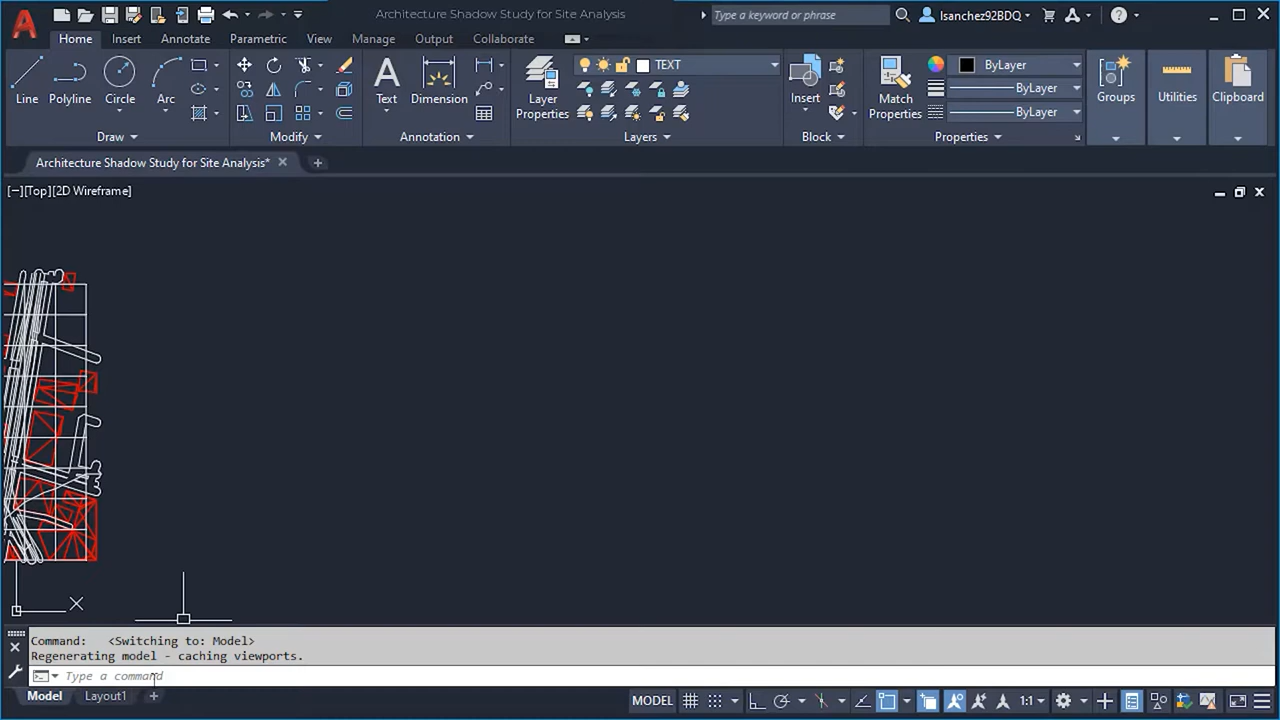 Architecture Shadow Study for Site Analysis
Type a keyword or phrase
lsanchez92BDQ
Home Insert Annotate Parametric View Manage Output Collaborate
TEXT
ByLayer
ByLayer
ByLayer
Line Polyline Circle Arc
Text Dimension
Layer Properties
Insert
Match Properties
Groups Utilities Clipboard
Draw Modify Annotation Layers Block Properties
Architecture Shadow Study for Site Analysis*
[−][Top][2D Wireframe]
X
Command: <Switching to: Model>
Regenerating model - caching viewports.
Type a command
Model Layout1
MODEL 1:1